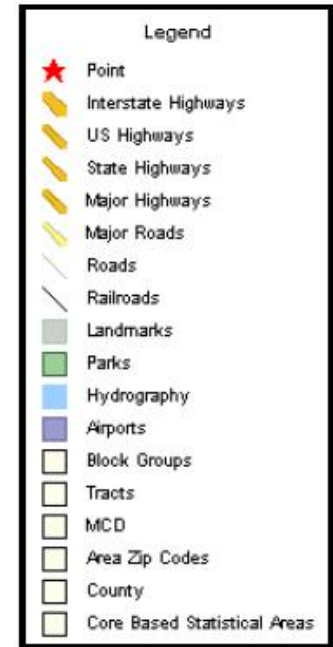 Legend
Point
Interstate Highways
US Highways
State Highways
Major Highways
Major Roads
Roads
Railroads
Landmarks
Parks
Hydrography
Airports
Block Groups
Tracts
MCD
Area Zip Codes
County
Core Based Statistical Areas